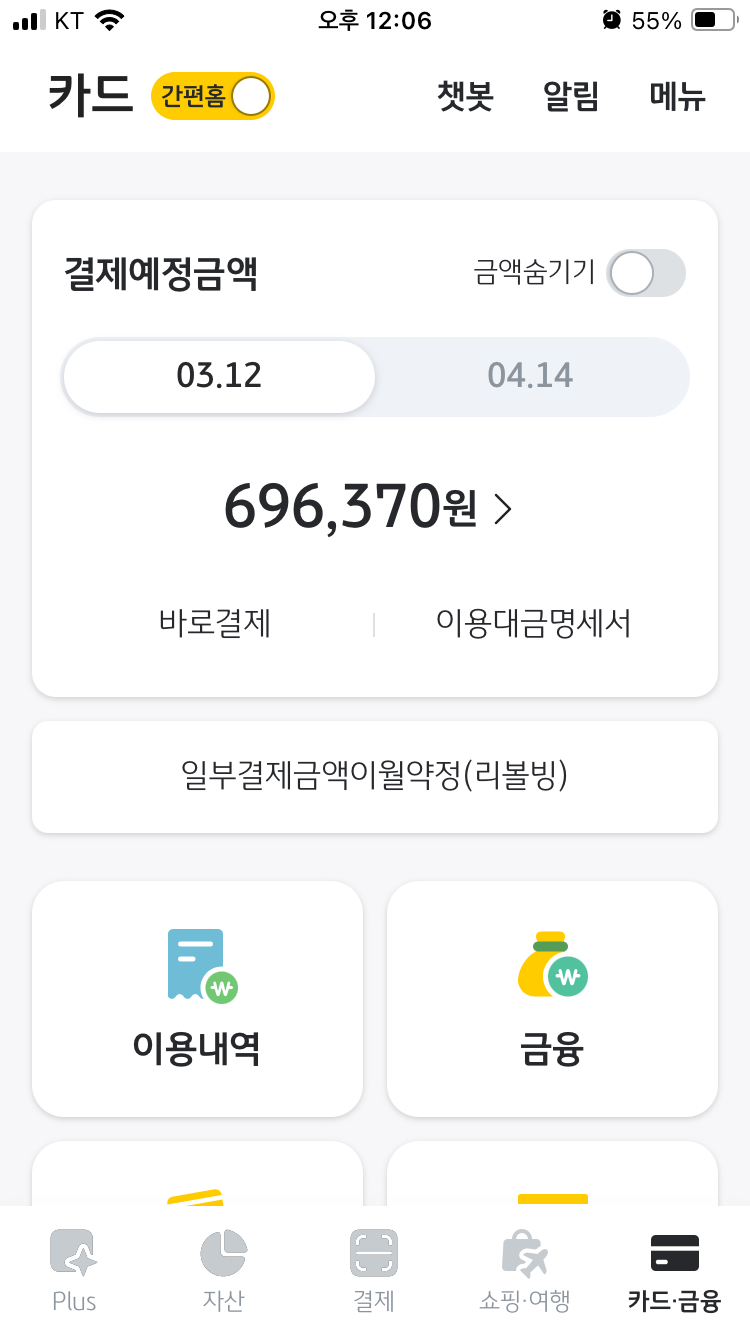 KT 오후 12:06 55%
카드 간편홈 챗봇 알림 메뉴
결제예정금액 금액숨기기
03.12 04.14
696,370원
바로결제 이용대금명세서
일부결제금액이월약정(리볼빙)
이용내역 금융
Plus 자산 결제 쇼핑·여행 카드·금융